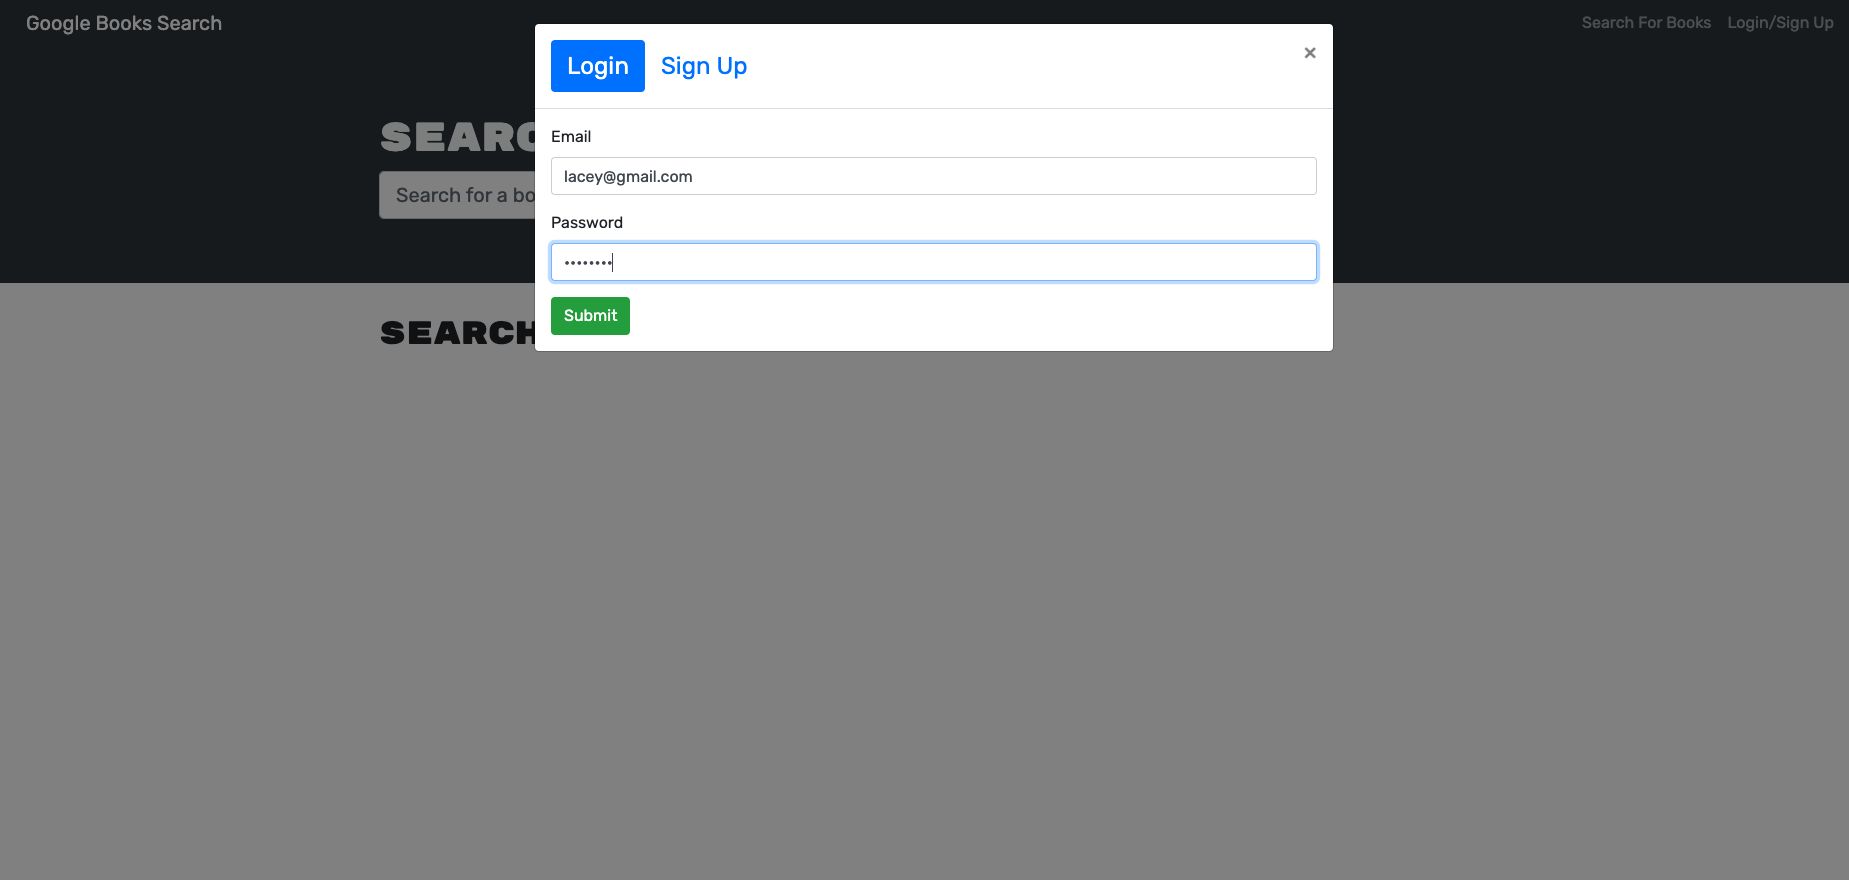 Google Books Search
Search For Books Login/Sign Up
Login Sign Up ×
SEARC
Search for a bo
Email
lacey@gmail.com
Password
••••••••
Submit
SEARCH